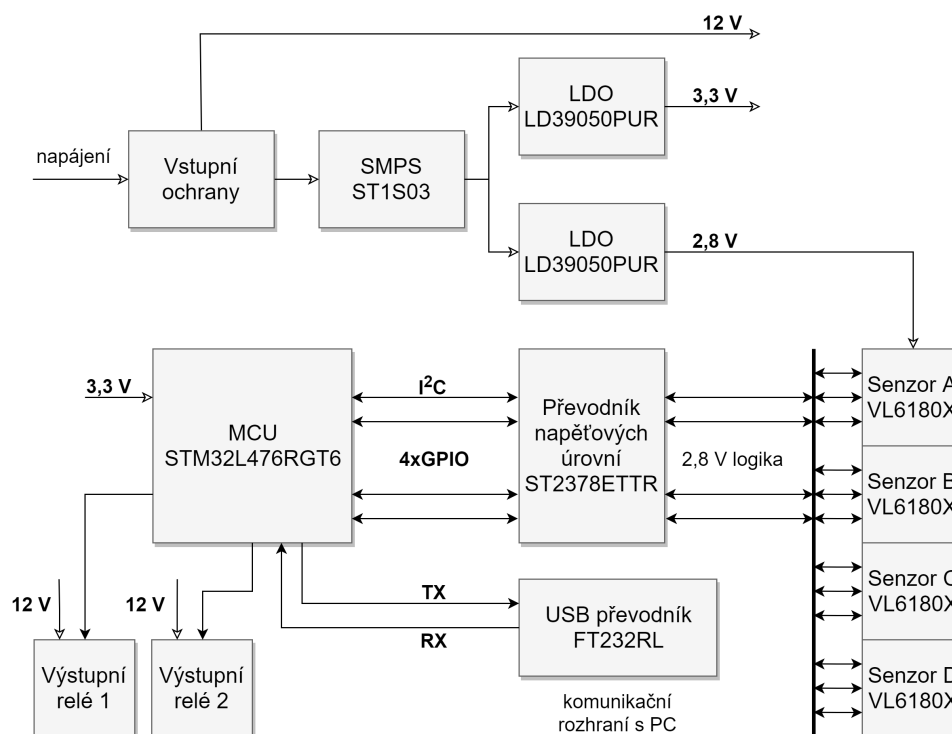 12 V
LDO
LD39050PUR
3,3 V
napájení
Vstupní
ochrany
SMPS
ST1S03
LDO
LD39050PUR
2,8 V
3,3 V
MCU
STM32L476RGT6
I²C
4xGPIO
Převodník
napěťových
úrovní
ST2378ETTR
2,8 V logika
Senzor A
VL6180X
Senzor B
VL6180X
Senzor C
VL6180X
Senzor D
VL6180X
12 V
12 V
TX
RX
USB převodník
FT232RL
Výstupní
relé 1
Výstupní
relé 2
komunikační
rozhraní s PC